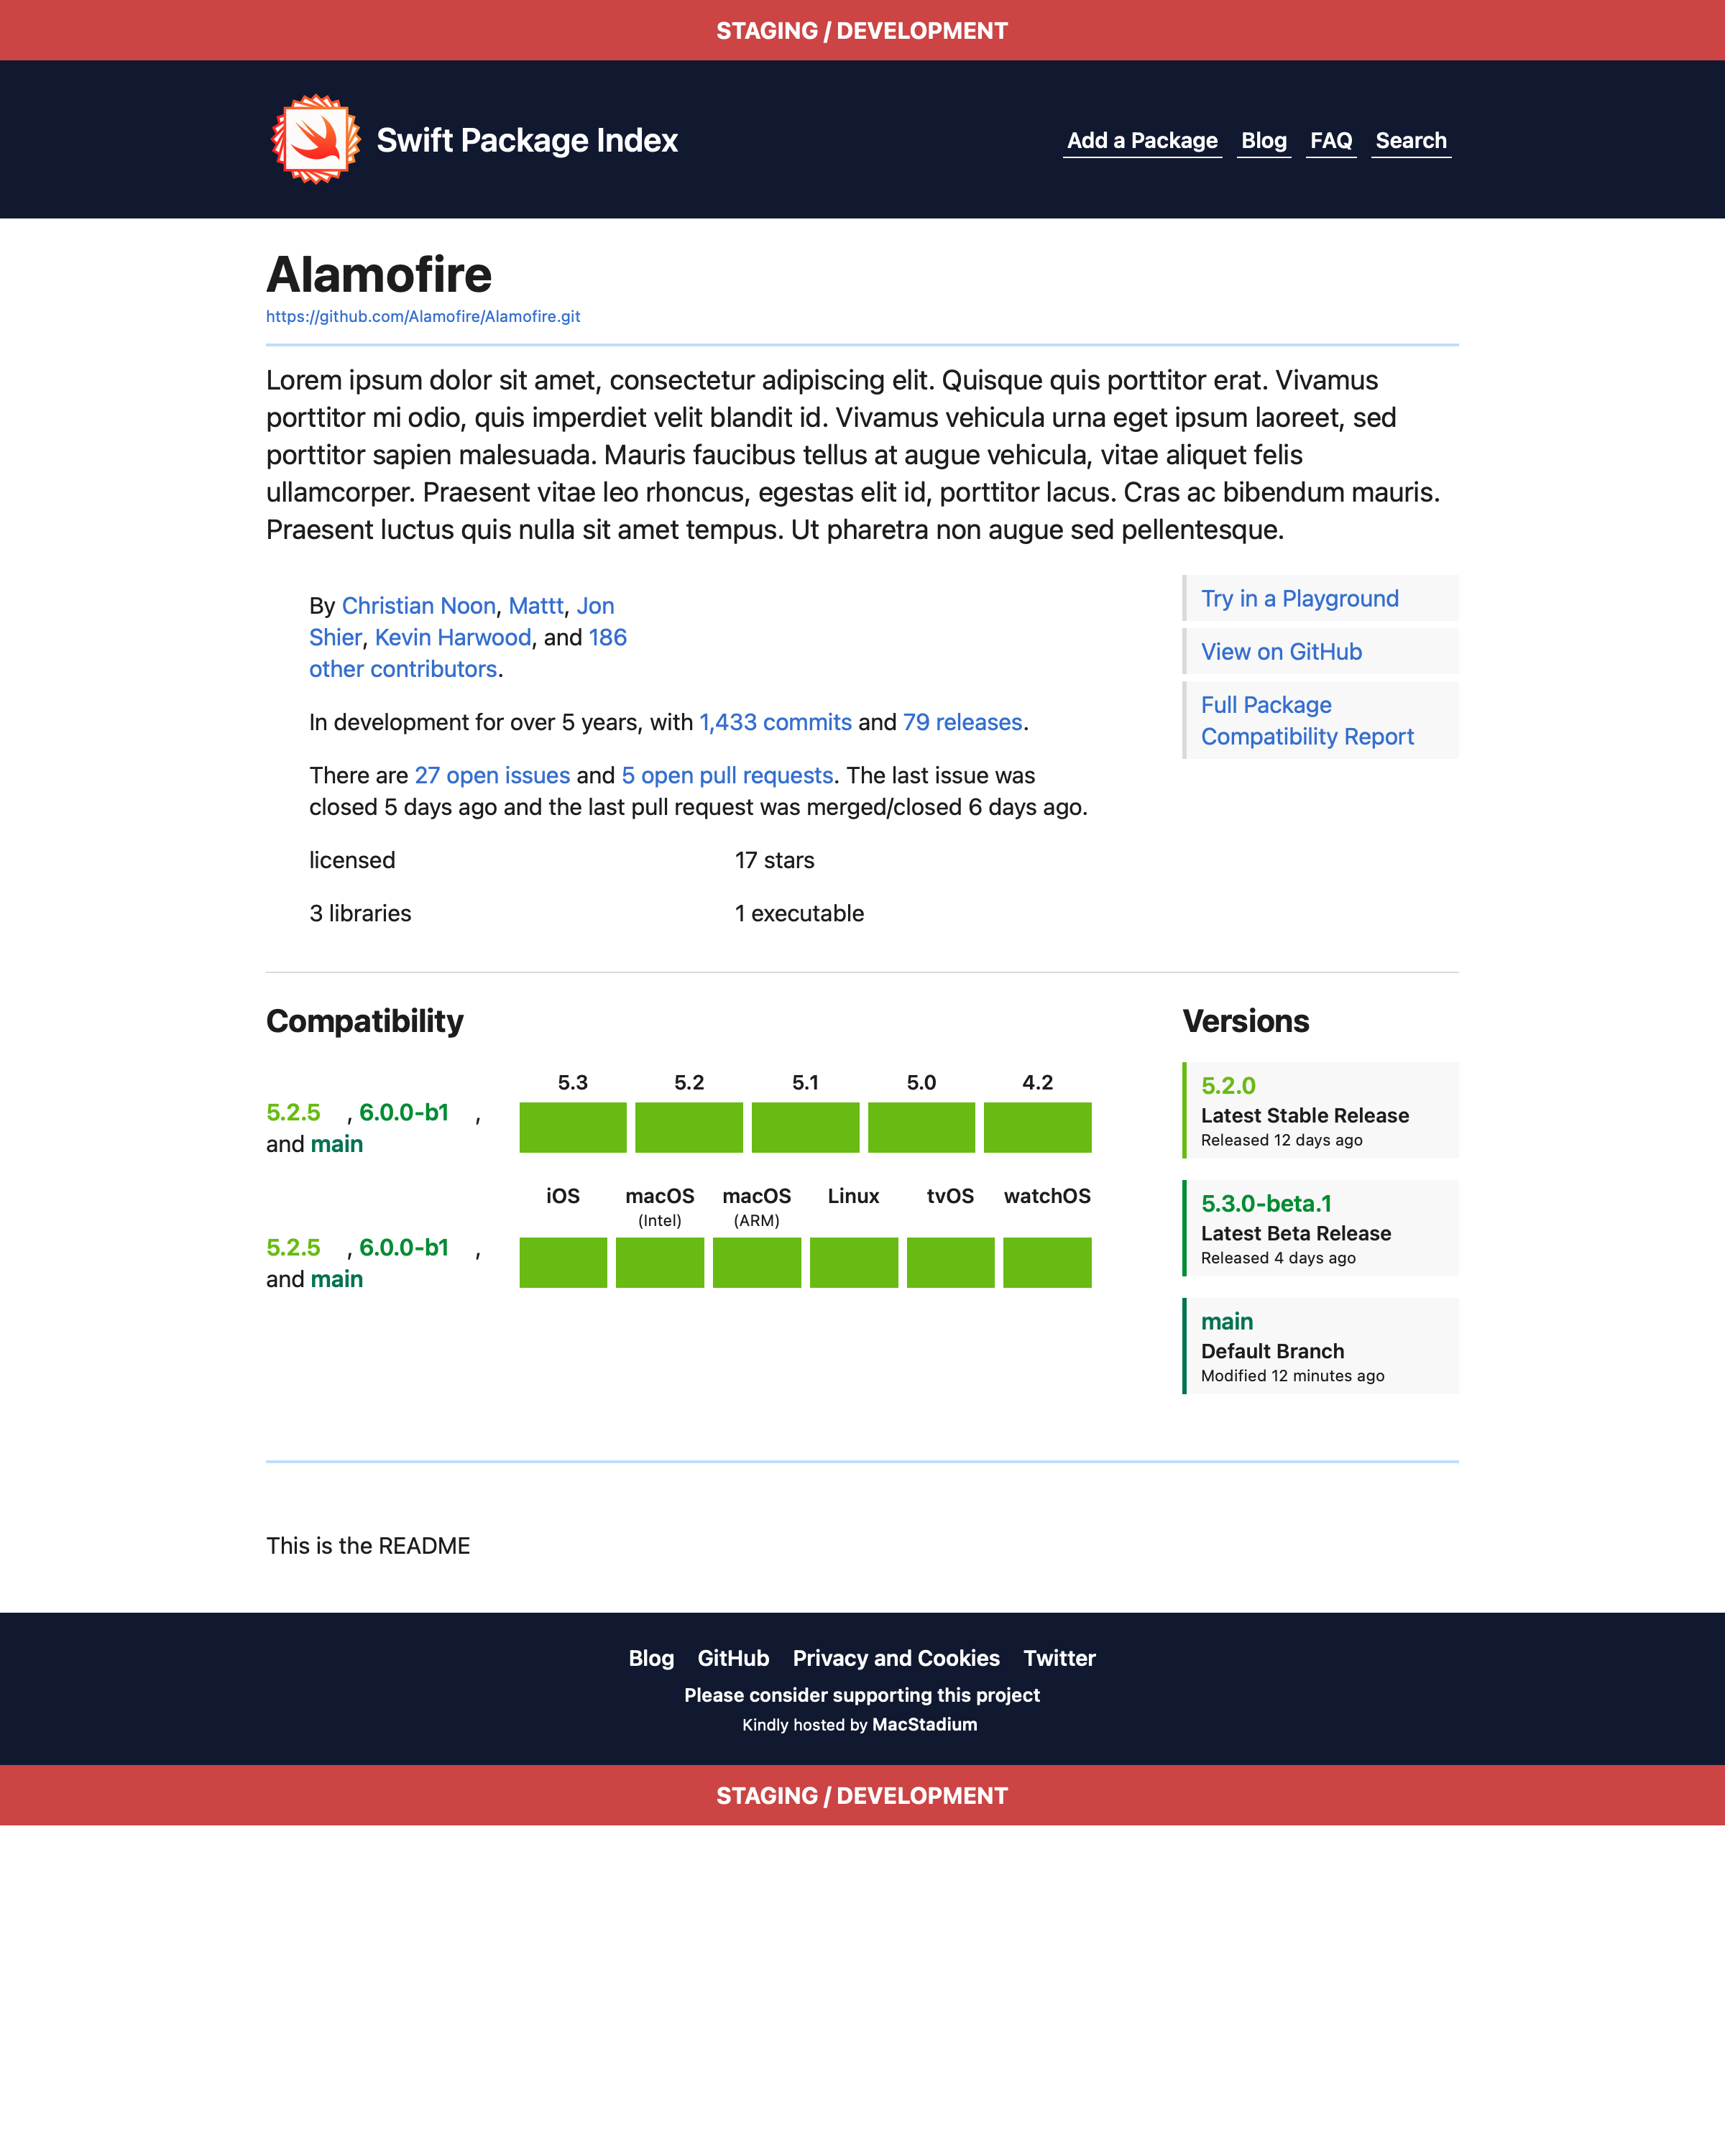 STAGING / DEVELOPMENT
Swift Package Index
Add a Package Blog FAQ Search
Alamofire
https://github.com/Alamofire/Alamofire.git
Lorem ipsum dolor sit amet, consectetur adipiscing elit. Quisque quis porttitor erat. Vivamus
porttitor mi odio, quis imperdiet velit blandit id. Vivamus vehicula urna eget ipsum laoreet, sed
porttitor sapien malesuada. Mauris faucibus tellus at augue vehicula, vitae aliquet felis
ullamcorper. Praesent vitae leo rhoncus, egestas elit id, porttitor lacus. Cras ac bibendum mauris.
Praesent luctus quis nulla sit amet tempus. Ut pharetra non augue sed pellentesque.
By Christian Noon, Mattt, Jon
Shier, Kevin Harwood, and 186
other contributors.
In development for over 5 years, with 1,433 commits and 79 releases.
There are 27 open issues and 5 open pull requests. The last issue was
closed 5 days ago and the last pull request was merged/closed 6 days ago.
licensed 17 stars
3 libraries 1 executable
Try in a Playground
View on GitHub
Full Package
Compatibility Report
Compatibility
5.3 5.2 5.1 5.0 4.2
5.2.5 , 6.0.0-b1 ,
and main
iOS macOS macOS Linux tvOS watchOS
(Intel) (ARM)
5.2.5 , 6.0.0-b1 ,
and main
Versions
5.2.0
Latest Stable Release
Released 12 days ago
5.3.0-beta.1
Latest Beta Release
Released 4 days ago
main
Default Branch
Modified 12 minutes ago
This is the README
Blog GitHub Privacy and Cookies Twitter
Please consider supporting this project
Kindly hosted by MacStadium
STAGING / DEVELOPMENT